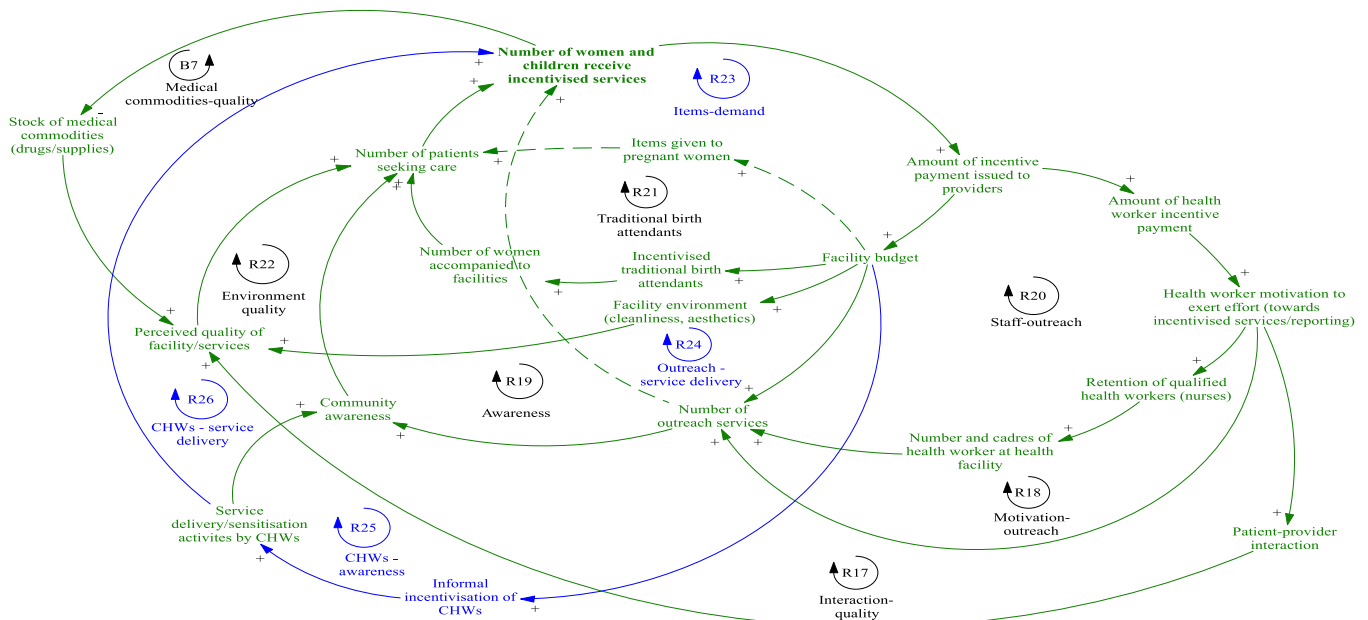 B7
Medical
commodities-quality
Number of women and
children receive
incentivised services
R23
Items-demand
Stock of medical
commodities
(drugs/supplies)
Number of patients
seeking care
Items given to
pregnant women
Amount of incentive
payment issued to
providers
Amount of health
worker incentive
payment
R21
Traditional birth
attendants
R22
Environment
quality
Number of women
accompanied to
facilities
Incentivised
traditional birth
attendants
Facility budget
Facility environment
(cleanliness, aesthetics)
R20
Staff-outreach
Health worker motivation to
exert effort (towards
incentivised services/reporting)
Perceived quality of
facility/services
R24
Outreach -
service delivery
R19
Awareness
R26
CHWs - service
delivery
Community
awareness
Number of
outreach services
Retention of qualified
health workers (nurses)
Number and cadres of
health worker at health
facility
R18
Motivation-
outreach
Service
delivery/sensitisation
activites by CHWs
R25
CHWs -
awareness
Patient-provider
interaction
Informal
incentivisation of
CHWs
R17
Interaction-
quality